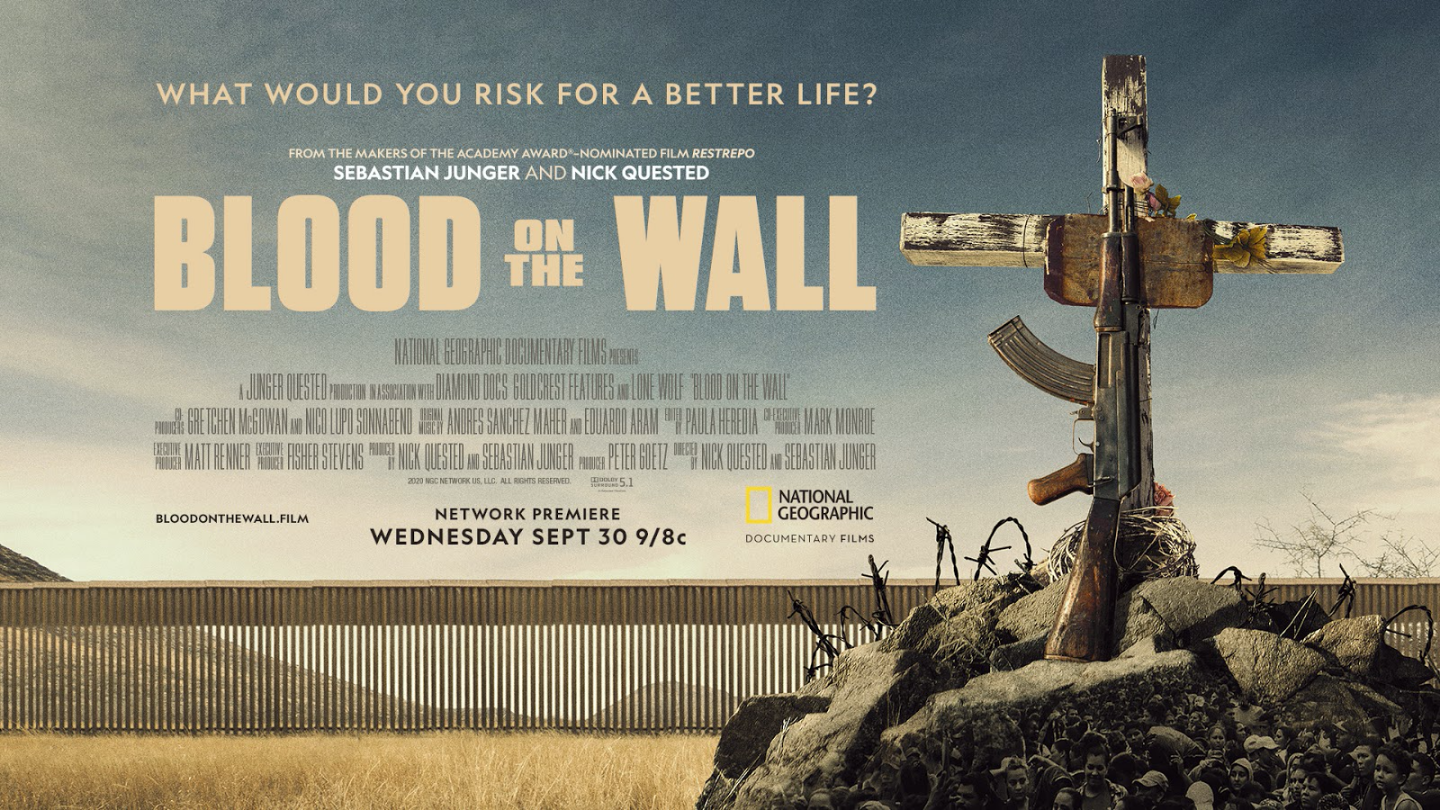 WHAT WOULD YOU RISK FOR A BETTER LIFE?
FROM THE MAKERS OF THE ACADEMY AWARD®-NOMINATED FILM RESTREPO
SEBASTIAN JUNGER AND NICK QUESTED
BLOOD ON THE WALL
NATIONAL GEOGRAPHIC DOCUMENTARY FILMS PRESENTS
A JUNGER QUESTED PRODUCTION IN ASSOCIATION WITH DIAMOND DOCS GOLDCREST FEATURES AND LONE WOLF "BLOOD ON THE WALL"
CO-PRODUCERS GRETCHEN McGOWAN AND NICO LUPO SONNABEND ORIGINAL MUSIC BY ANDRES SANCHEZ MAHER AND EDUARDO ARAM EDITED BY PAULA HEREDIA CO-EXECUTIVE PRODUCER MARK MONROE
EXECUTIVE PRODUCER MATT RENNER EXECUTIVE PRODUCER FISHER STEVENS PRODUCED BY NICK QUESTED AND SEBASTIAN JUNGER PRODUCER PETER GOETZ DIRECTED BY NICK QUESTED AND SEBASTIAN JUNGER
2020 NGC NETWORK US, LLC. ALL RIGHTS RESERVED. DOLBY SURROUND 5.1
BLOODONTHEWALL.FILM
NETWORK PREMIERE
WEDNESDAY SEPT 30 9/8c
NATIONAL GEOGRAPHIC
DOCUMENTARY FILMS